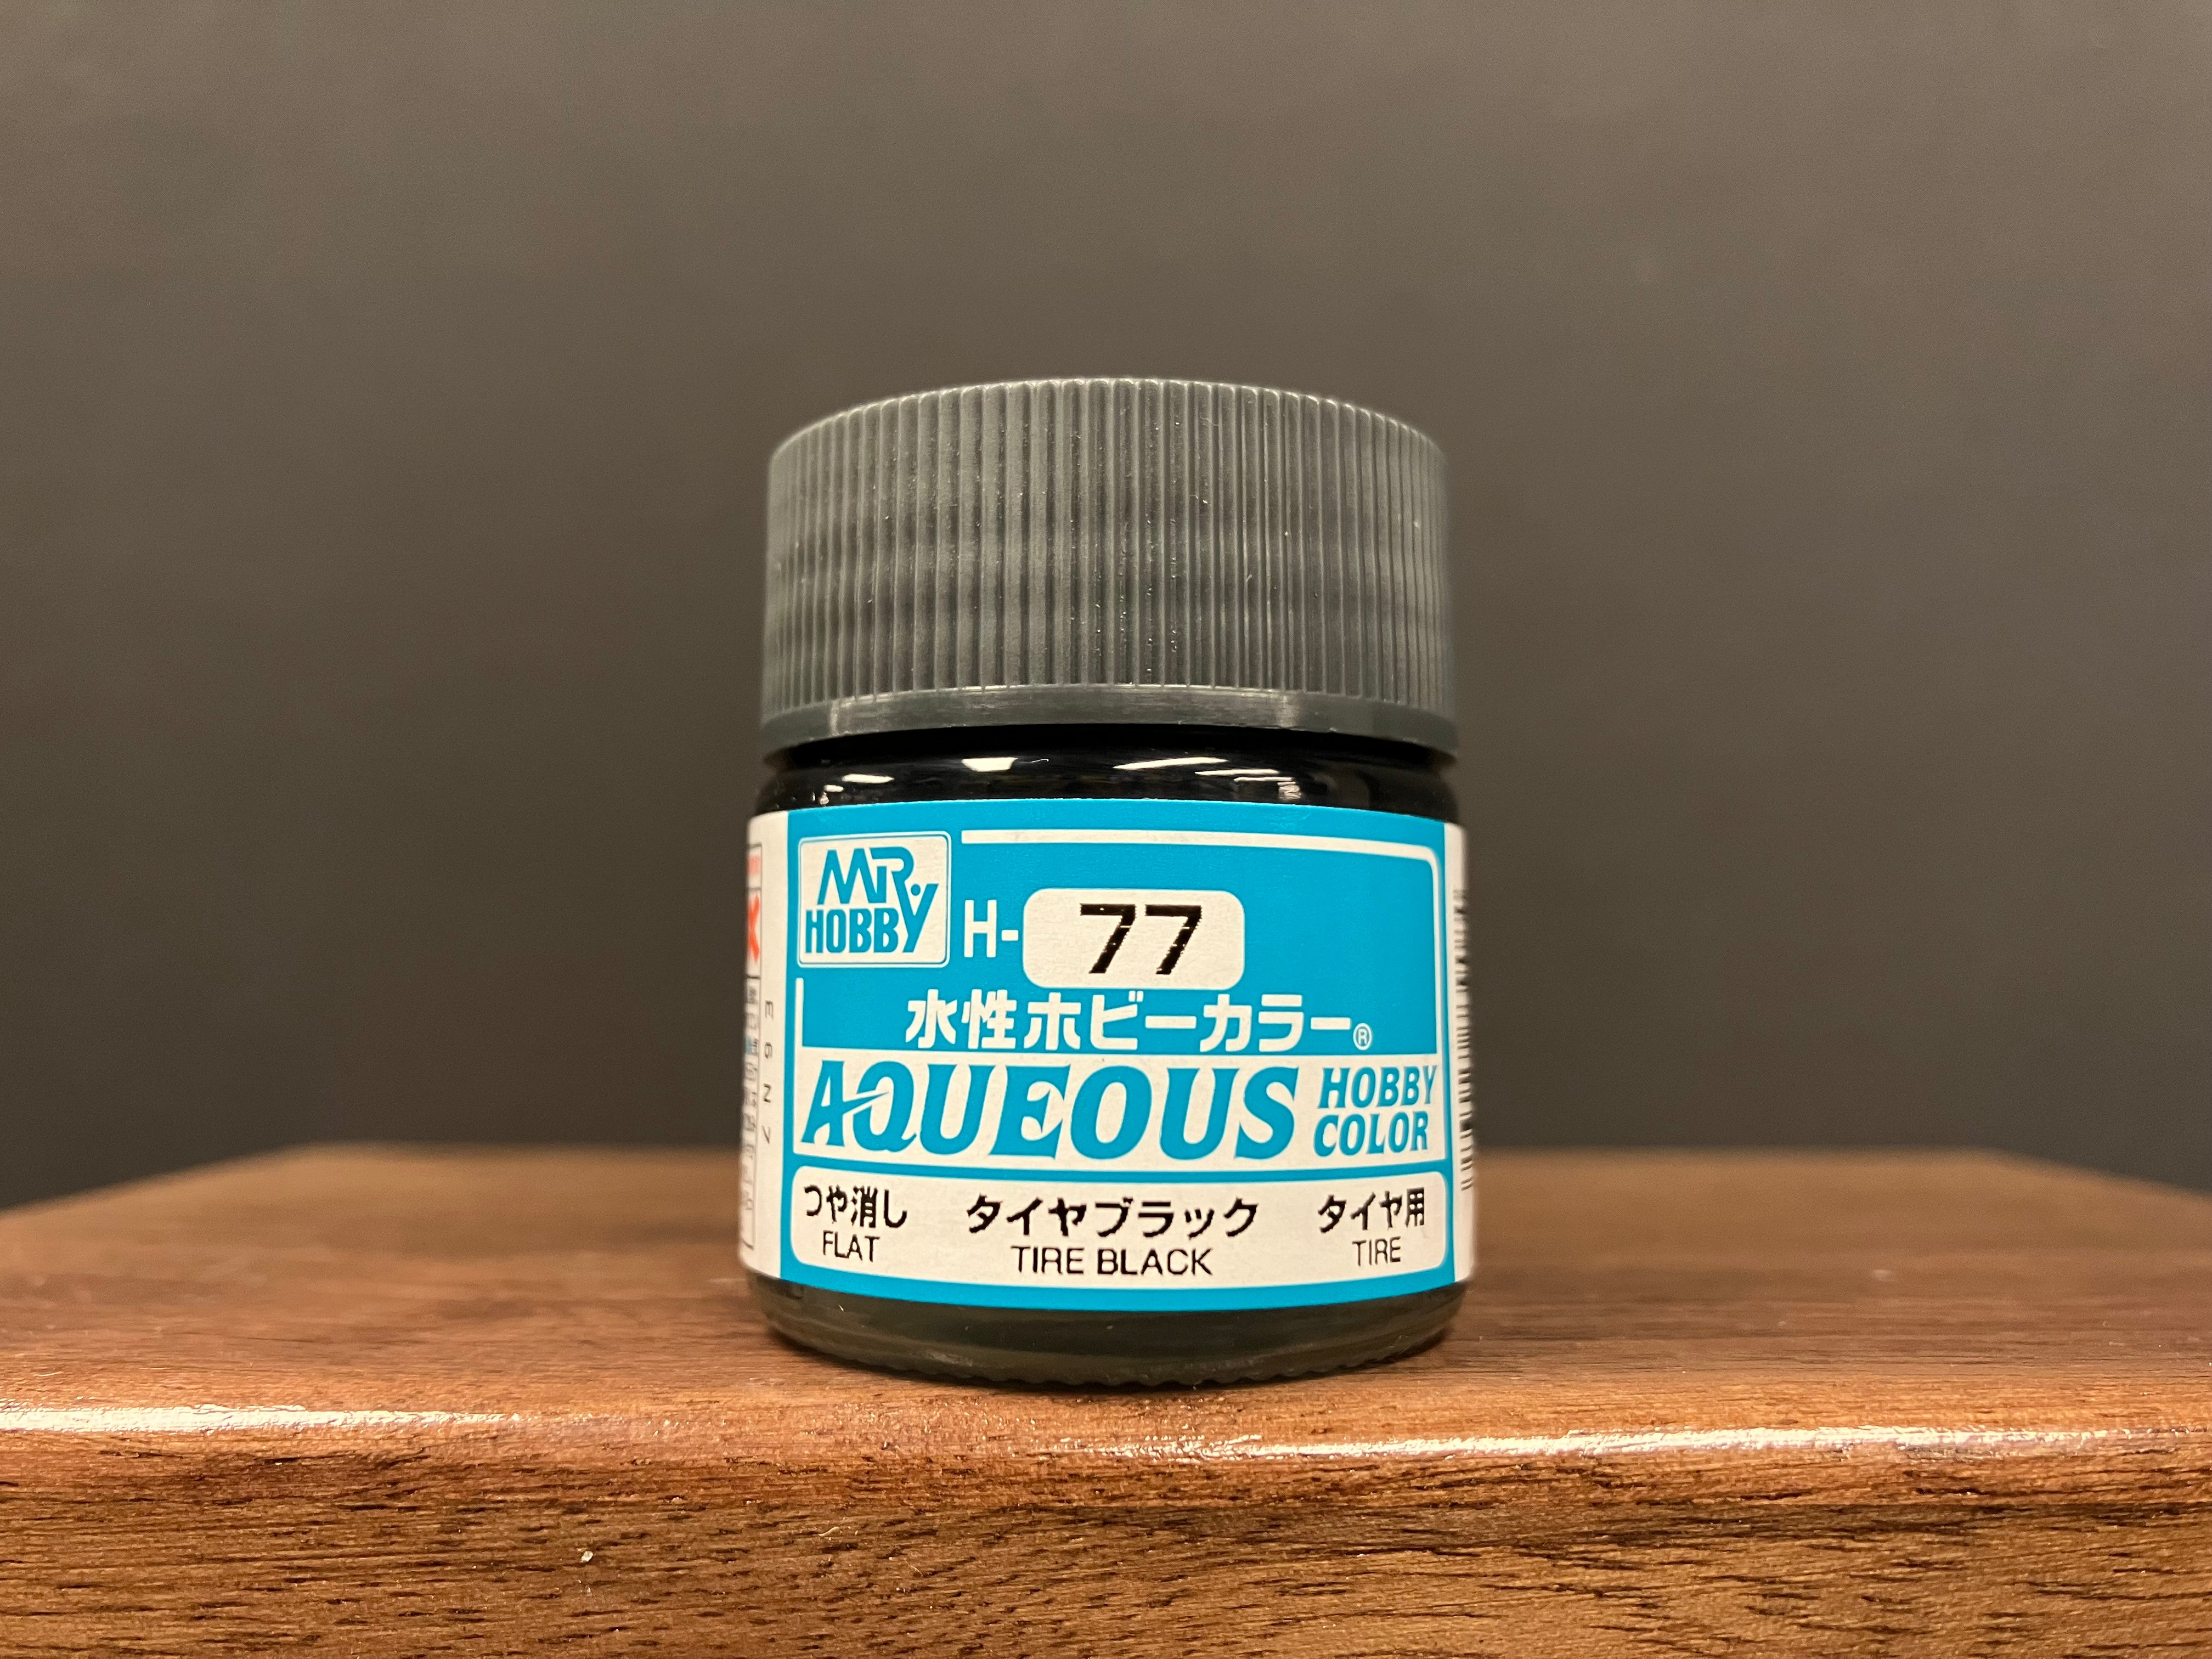 MR. HOBBY
H-77
水性ホビーカラー®
AQUEOUS HOBBY COLOR
つや消し タイヤブラック タイヤ用
FLAT TIRE BLACK TIRE
E6N7